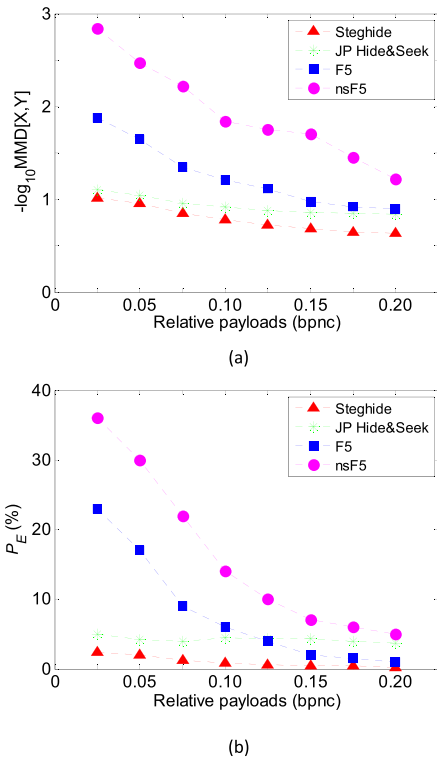 3
2
1
0
-log10MMD[X,Y]
Steghide
JP Hide&Seek
F5
nsF5
0 0.05 0.10 0.15 0.20
Relative payloads (bpnc)
(a)
40
30
20
10
0
PE (%)
Steghide
JP Hide&Seek
F5
nsF5
0 0.05 0.10 0.15 0.20
Relative payloads (bpnc)
(b)